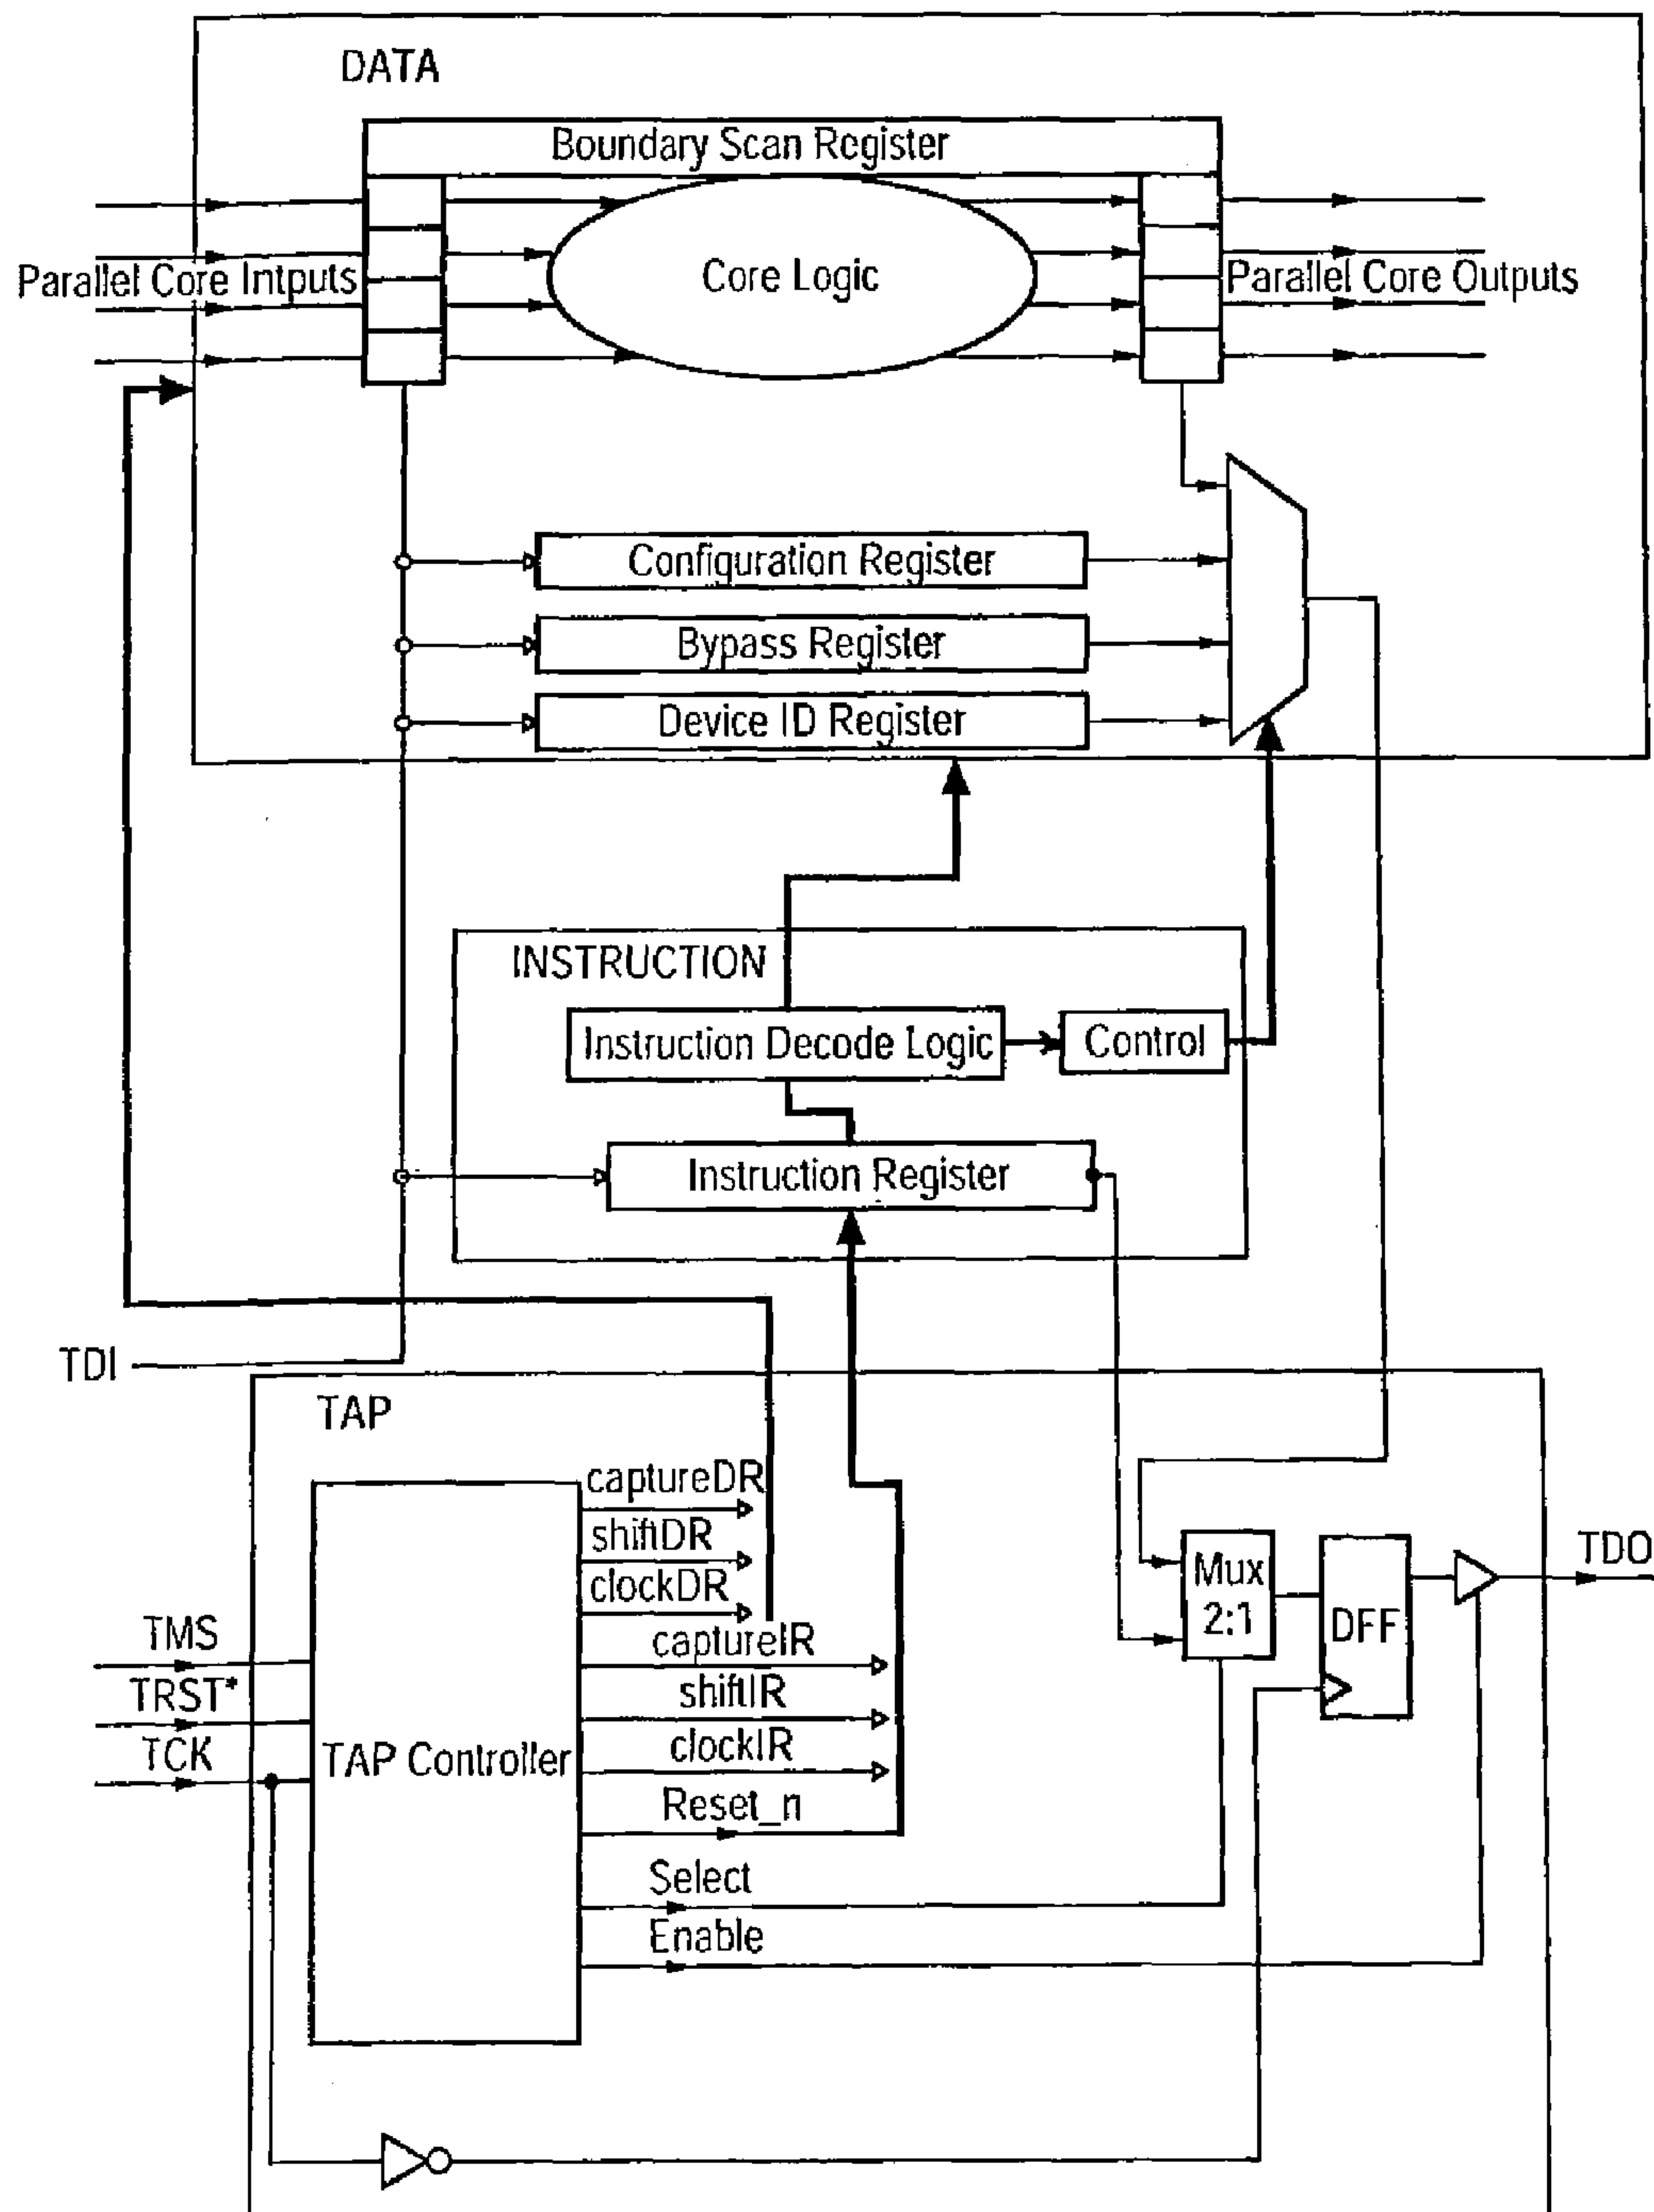 DATA
Boundary Scan Register
Parallel Core Intputs
Core Logic
Parallel Core Outputs
Configuration Register
Bypass Register
Device ID Register
INSTRUCTION
Instruction Decode Logic
Control
Instruction Register
TDI
TAP
captureDR
shiftDR
clockDR
captureIR
shiftIR
clockIR
Reset_n
Select
Enable
TMS
TRST*
TCK
TAP Controller
Mux
2:1
DFF
TDO